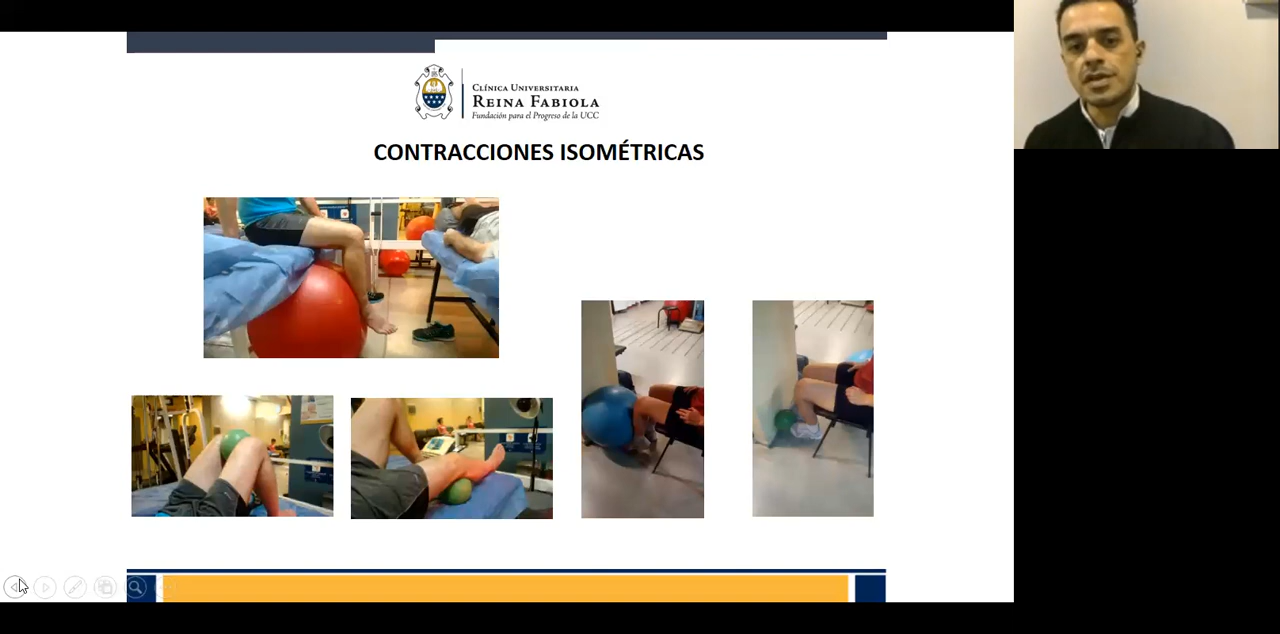 CLÍNICA UNIVERSITARIA
REINA FABIOLA
Fundación para el Progreso de la UCC
CONTRACCIONES ISOMÉTRICAS